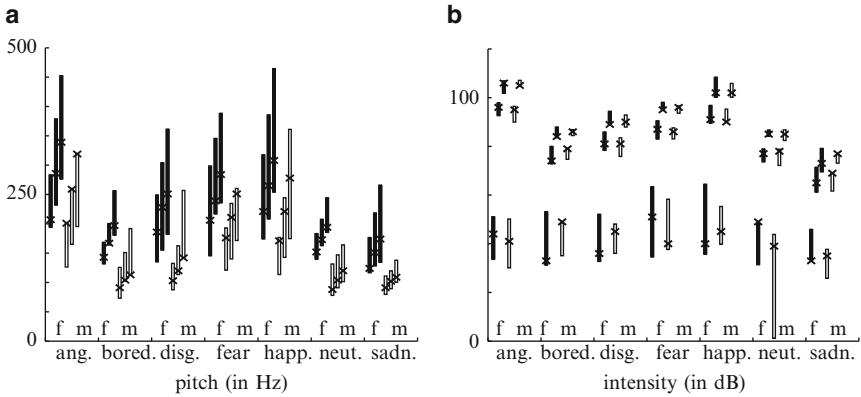 a
500
250
0
f m f m f m f m f m f m f m
ang. bored. disg. fear happ. neut. sadn.
pitch (in Hz)
b
100
0
f m f m f m f m f m f m f m
ang. bored. disg. fear happ. neut. sadn.
intensity (in dB)